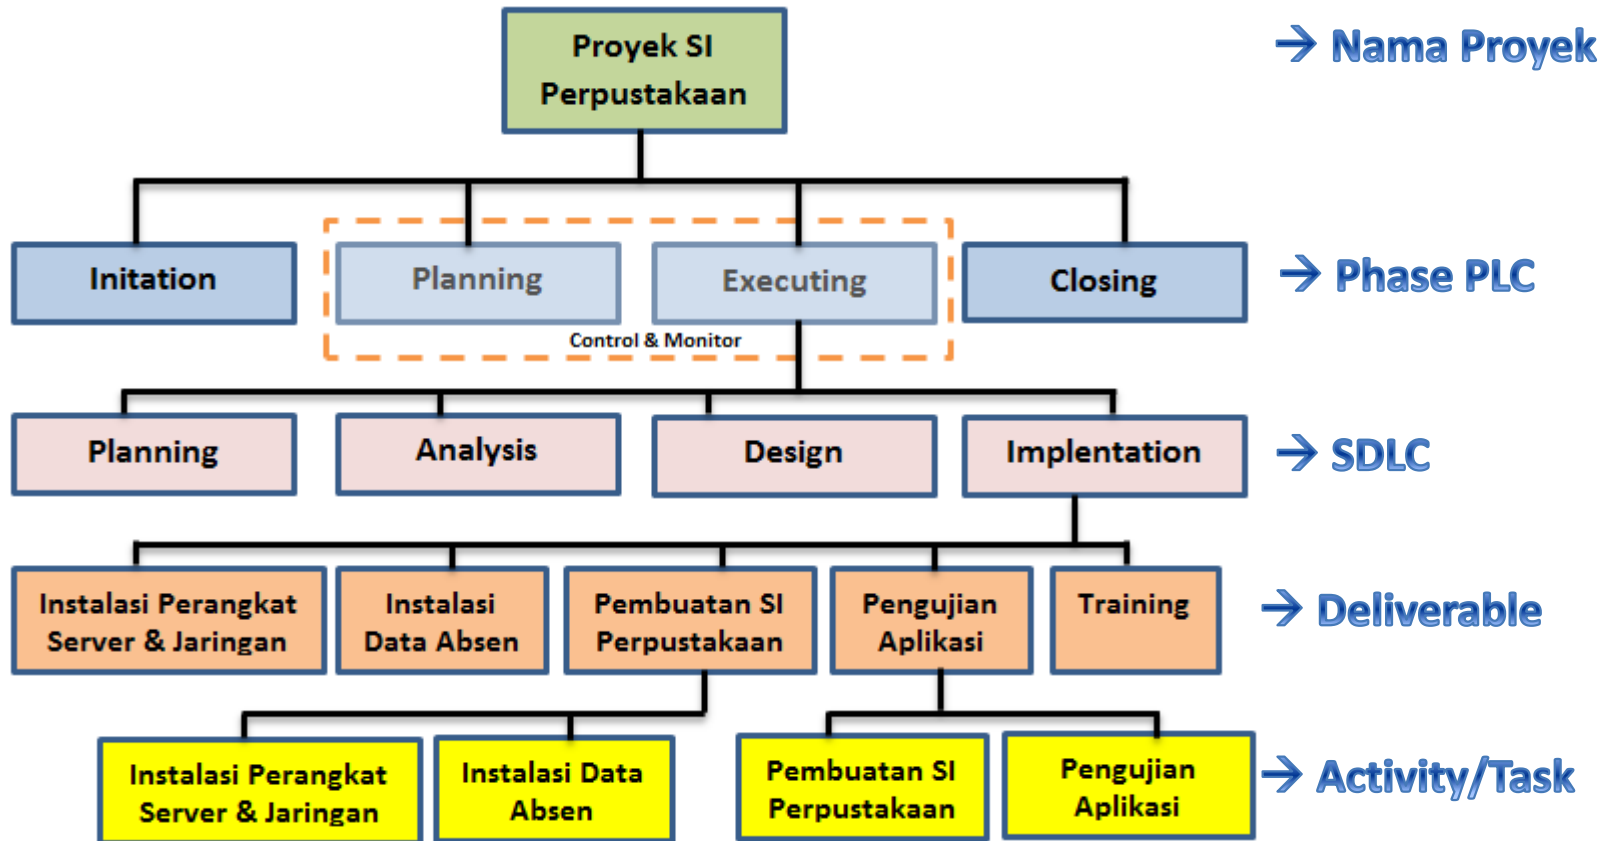 Proyek SI
Perpustakaan
→ Nama Proyek
Initation
Planning
Executing
Closing
→ Phase PLC
Control & Monitor
Planning
Analysis
Design
Implentation
→ SDLC
Instalasi Perangkat
Server & Jaringan
Instalasi
Data Absen
Pembuatan SI
Perpustakaan
Pengujian
Aplikasi
Training
→ Deliverable
Instalasi Perangkat
Server & Jaringan
Instalasi Data
Absen
Pembuatan SI
Perpustakaan
Pengujian
Aplikasi
→ Activity/Task